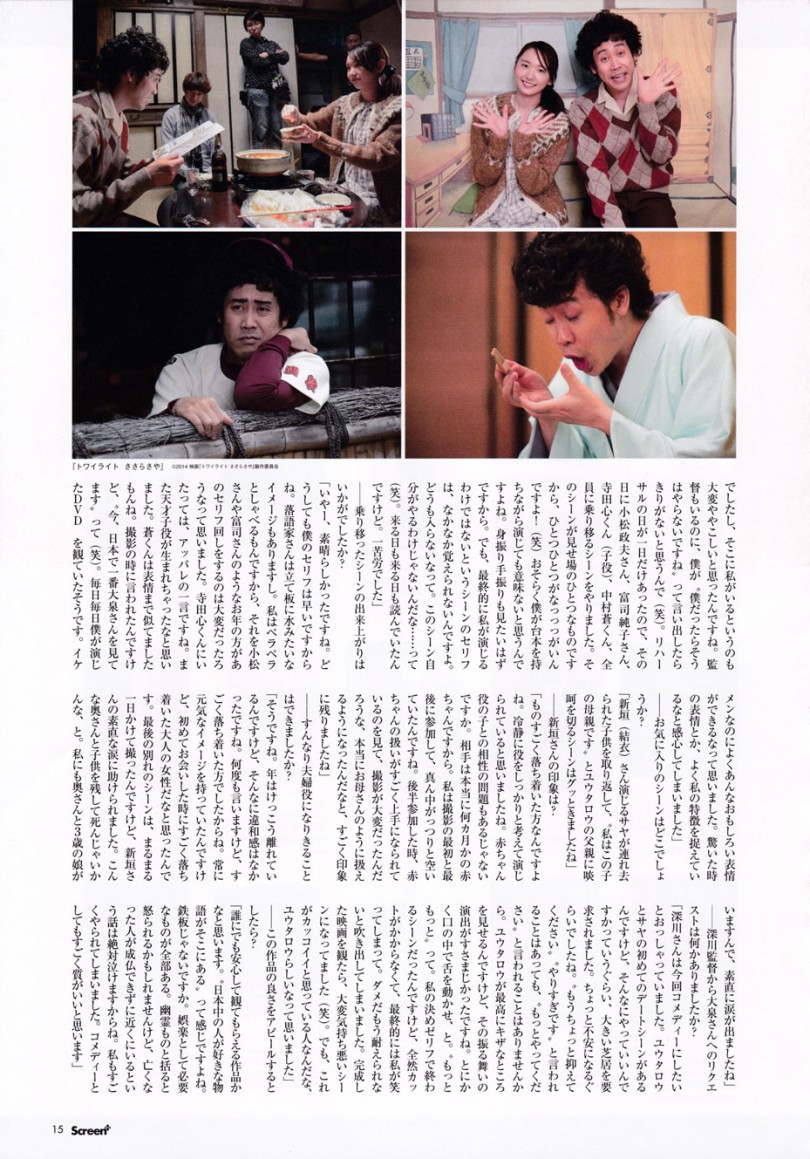 『トワイライト ささらさや』 ©2014 映画「トワイライト ささらさや」製作委員会
でしたし、そこに私がいるというのも
大変ややこしいと思ったんですね。監
督もいるのに、僕が〝僕だったらそう
はやらないですね〟って言い出したら
きりがないと思うんで(笑)。リハー
サルの日が一日だけあったので、その
日に小松政夫さん、富司純子さん、
寺田心くん(子役)、中村蒼くん、全
員に乗り移るシーンをやりました。そ
のシーンが見せ場のひとつなものです
から、ひとつひとつがなっっっがいん
ですよ!(笑)おそらく僕が台本を持
ちながら演じても意味ないと思うんで
すよね。身振り手振りも見たいはず
ですから。でも、最終的に私が演じる
わけではないというシーンのセリフ
は、なかなか覚えられないんですよ。
どうも入らないなって。このシーン自
分がやるわけじゃないんだな……って
(笑)。来る日も来る日も読んでいたん
ですけど。一苦労でした」
──乗り移ったシーンの出来上がりは
いかがでしたか?
「いやー、素晴らしかったですね。ど
うしても僕のセリフは早いですから
ね。落語家さんは立て板に水みたいな
イメージもありますし。私はベラベラ
としゃべるもんですから、それを小松
さんや富司さんのようなお年の方があ
のセリフ回しをするのは大変だったろ
うなって思いました。寺田心くんにい
たっては、アッパレの一言ですね。ま
た天才子役が生まれちゃったなと思い
ました。蒼くんは表情まで似てました
もんね。撮影の時に言われたんですけ
ど、〝今、日本で一番大泉さんを見て
ます〟って(笑)。毎日毎日僕が演じ
たDVDを観ていたそうです。イケ
メンなのによくあんなおもしろい表情
ができるなって思いました。驚いた時
の表情とか、よく私の特徴を捉えてい
るなと感心してしまいました」
──お気に入りのシーンはどこでしょ
うか?
「新垣(結衣)さん演じるサヤが連れ去
られた子供を取り返して、〝私はこの子
の母親です〟とユウタロウの父親に啖
呵を切るシーンはグッときましたね」
──新垣さんの印象は?
「ものすごく落ち着いた方なんですよ
ね。冷静に役をしっかりと考えて演じ
られていると思いましたね。赤ちゃん
役の子との相性の問題もあるじゃない
ですか。相手は本当に何カ月かの赤
ちゃんですから。私は撮影の最初と最
後に参加して、真ん中がっつりと空い
ていたんですね。後半参加した時、赤
ちゃんの扱いがすごく上手になられて
いるのを見て、撮影が大変だったんだ
ろうな、本当にお母さんのように扱え
るようになったんだなと、すごく印象
に残りましたね」
──すんなり夫婦役になりきること
はできましたか?
「そうですね。年はけっこう離れてい
るんですけど、そんなに違和感はなか
ったですね。何度も言いますけど、す
ごく落ち着いた方でしたからね。常に
元気なイメージを持っていたんですけ
ど、初めてお会いした時にすごく落ち
着いた大人の女性だなと思ったんで
す。最後の別れのシーンは、まるまる
一日かけて撮ったんですけど、新垣さ
んの素直な涙に助けられました。こん
な奥さんと子供を残して死んじゃいか
んな、と。私にも奥さんと3歳の娘が
いますんで、素直に涙が出ましたね」
──深川監督から大泉さんへのリクエ
ストは何かありましたか?
「深川さんは今回コメディーにしたい
とおっしゃっていました。ユウタロウ
とサヤの初めてのデートシーンがある
んですけど、そんなにやっていいんで
すかっていうぐらい、大きい芝居を要
求されました。ちょっと不安になるぐ
らいでしたね。〝もうちょっと抑えて
ください〟〝やりすぎです〟と言われ
ることはあっても、〝もっとやってくだ
さい〟と言われることはありませんか
ら。ユウタロウが最高にキザなところ
を見せるんですけど、その振る舞いの
演出がすさまじかったですね。とにか
く口の中で舌を動かせ、と。〝もっと
もっと〟って。私の決めゼリフで終わ
るシーンだったんですけど、全然カッ
トがかからなくて、最終的には私が笑
ってしまって。ダメだもう耐えられな
いと吹き出してしまいました。完成し
た映画を観たら、大変気持ち悪いシー
ンになってました(笑)。でも、これ
がカッコイイと思っている人なんだな、
ユウタロウらしいなって思いました」
──この作品の良さをアピールすると
したら?
「誰にでも安心して観てもらえる作品か
なと思います。〝日本中の人が好きな物
語がそこにある〟って感じですよね。
鉄板じゃないですか。娯楽として必要
なものが全部ある。幽霊ものと括ると
怒られるかもしれませんけど、亡くな
った人が成仏できずに近くにいるとい
う話は絶対泣けますからね。私もすご
くやられてしまいました。コメディーと
してもすごく質がいいと思います」
15 Screen+